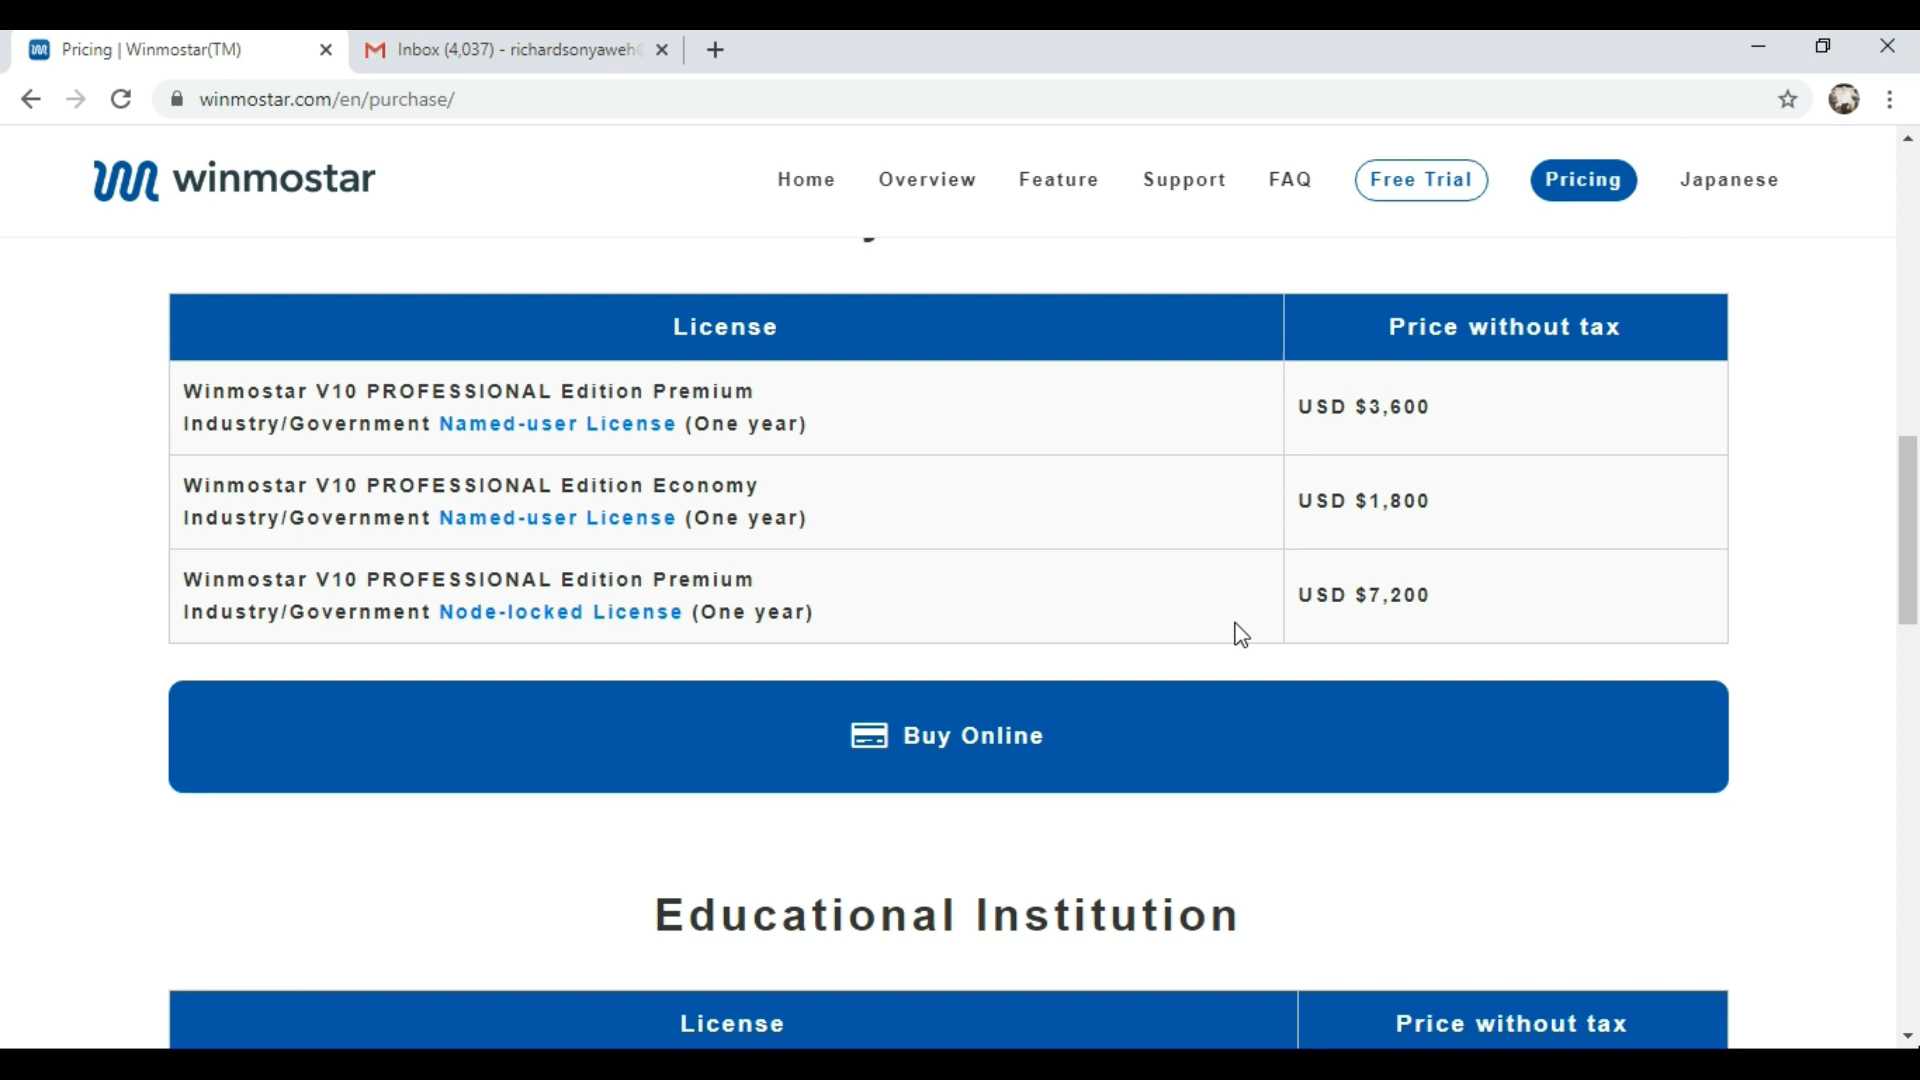 Pricing | Winmostar(TM)
Inbox (4,037) - richardsonyaweh
winmostar.com/en/purchase/
winmostar
Home
Overview
Feature
Support
FAQ
Free Trial
Pricing
Japanese
License
Price without tax
Winmostar V10 PROFESSIONAL Edition Premium
Industry/Government Named-user License (One year)
USD $3,600
Winmostar V10 PROFESSIONAL Edition Economy
Industry/Government Named-user License (One year)
USD $1,800
Winmostar V10 PROFESSIONAL Edition Premium
Industry/Government Node-locked License (One year)
USD $7,200
Buy Online
Educational Institution
License
Price without tax